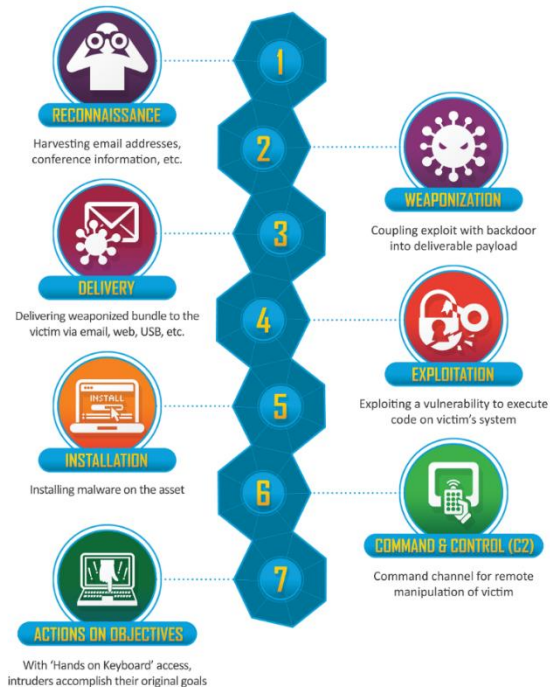 1
RECONNAISSANCE
Harvesting email addresses,
conference information, etc.
2
WEAPONIZATION
Coupling exploit with backdoor
into deliverable payload
3
DELIVERY
Delivering weaponized bundle to the
victim via email, web, USB, etc.
4
EXPLOITATION
Exploiting a vulnerability to execute
code on victim's system
5
INSTALL
INSTALLATION
Installing malware on the asset
6
COMMAND & CONTROL (C2)
Command channel for remote
manipulation of victim
7
ACTIONS ON OBJECTIVES
With 'Hands on Keyboard' access,
intruders accomplish their original goals